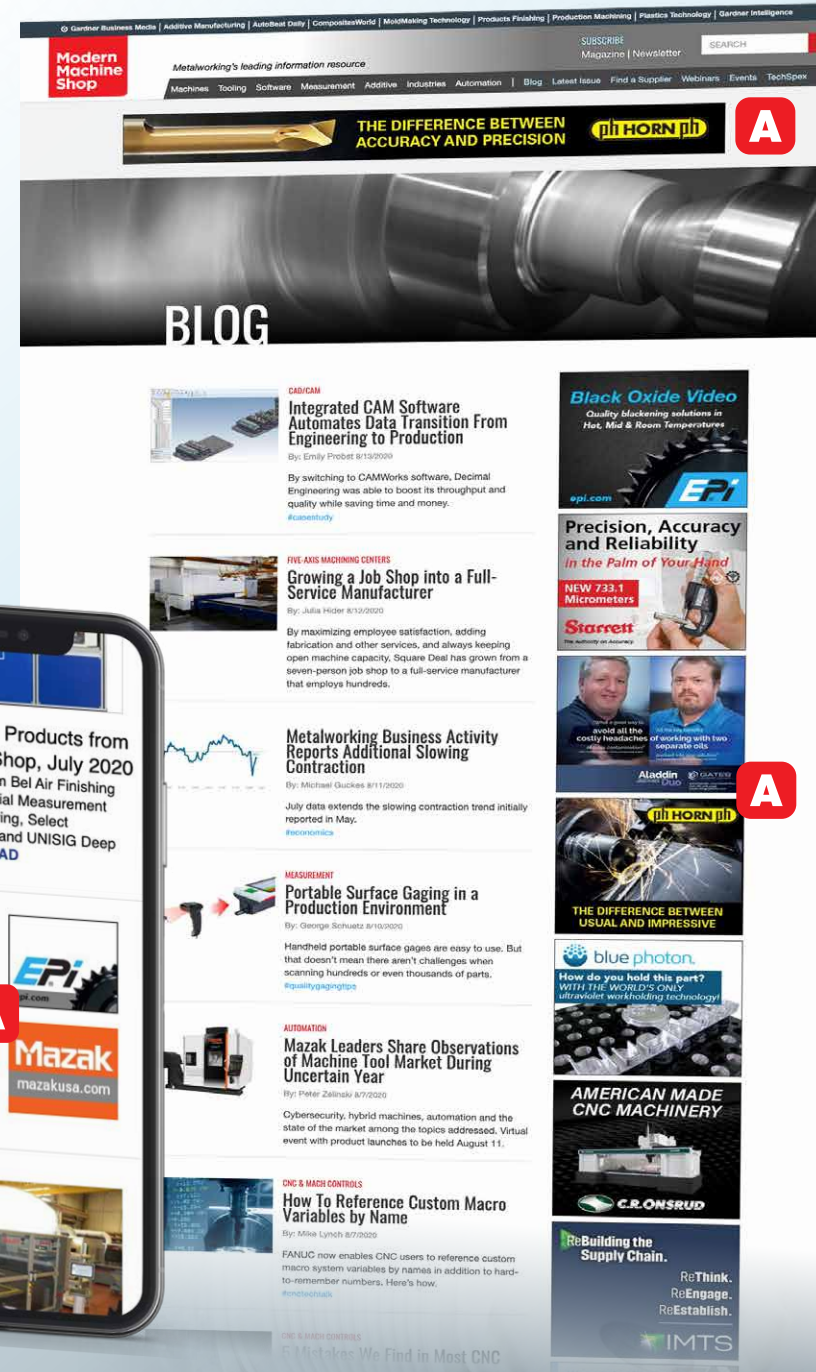 Gardner Business Media | Additive Manufacturing | AutoBeat Daily | CompositesWorld | MoldMaking Technology | Products Finishing | Production Machining | Plastics Technology | Gardner Intelligence
Modern
Machine
Shop
Metalworking's leading information resource
SUBSCRIBE
Magazine | Newsletter
SEARCH
Machines Tooling Software Measurement Additive Industries Automation | Blog Latest Issue Find a Supplier Webinars Events TechSpex
THE DIFFERENCE BETWEEN
ACCURACY AND PRECISION
ph HORN ph
A
BLOG
CAD/CAM
Integrated CAM Software
Automates Data Transition From
Engineering to Production
By: Emily Probst 8/13/2020
By switching to CAMWorks software, Decimal
Engineering was able to boost its throughput and
quality while saving time and money.
#casestudy
FIVE-AXIS MACHINING CENTERS
Growing a Job Shop into a Full-
Service Manufacturer
By: Julia Hider 8/12/2020
By maximizing employee satisfaction, adding
fabrication and other services, and always keeping
open machine capacity, Square Deal has grown from a
seven-person job shop to a full-service manufacturer
that employs hundreds.
Metalworking Business Activity
Reports Additional Slowing
Contraction
By: Michael Guckes 8/11/2020
July data extends the slowing contraction trend initially
reported in May.
#economics
MEASUREMENT
Portable Surface Gaging in a
Production Environment
By: George Schuetz 8/10/2020
Handheld portable surface gages are easy to use. But
that doesn't mean there aren't challenges when
scanning hundreds or even thousands of parts.
#qualitygagingtips
AUTOMATION
Mazak Leaders Share Observations
of Machine Tool Market During
Uncertain Year
By: Peter Zelinski 8/7/2020
Cybersecurity, hybrid machines, automation and the
state of the market among the topics addressed. Virtual
event with product launches to be held August 11.
CNC & MACH CONTROLS
How To Reference Custom Macro
Variables by Name
By: Mike Lynch 8/7/2020
FANUC now enables CNC users to reference custom
macro system variables by names in addition to hard-
to-remember numbers. Here's how.
#cnctechtalk
CNC & MACH CONTROLS
5 Mistakes We Find in Most CNC
Black Oxide Video
Quality blackening solutions in
Hot, Mid & Room Temperatures
epi.com
EPi
Precision, Accuracy
and Reliability
in the Palm of Your Hand
NEW 733.1
Micrometers
Starrett
The Authority on Accuracy.
avoid all the
costly headaches of working with two
separate oils
Aladdin
Duo
GATES
A
ph HORN ph
THE DIFFERENCE BETWEEN
USUAL AND IMPRESSIVE
blue photon.
How do you hold this part?
WITH THE WORLD'S ONLY
ultraviolet workholding technology!
AMERICAN MADE
CNC MACHINERY
C.R.ONSRUD
ReBuilding the
Supply Chain.
ReThink.
ReEngage.
ReEstablish.
IMTS
Products from
Shop, July 2020
Bel Air Finishing
Measurement
Select
and UNISIG Deep
EPi
epi.com
Mazak
mazakusa.com